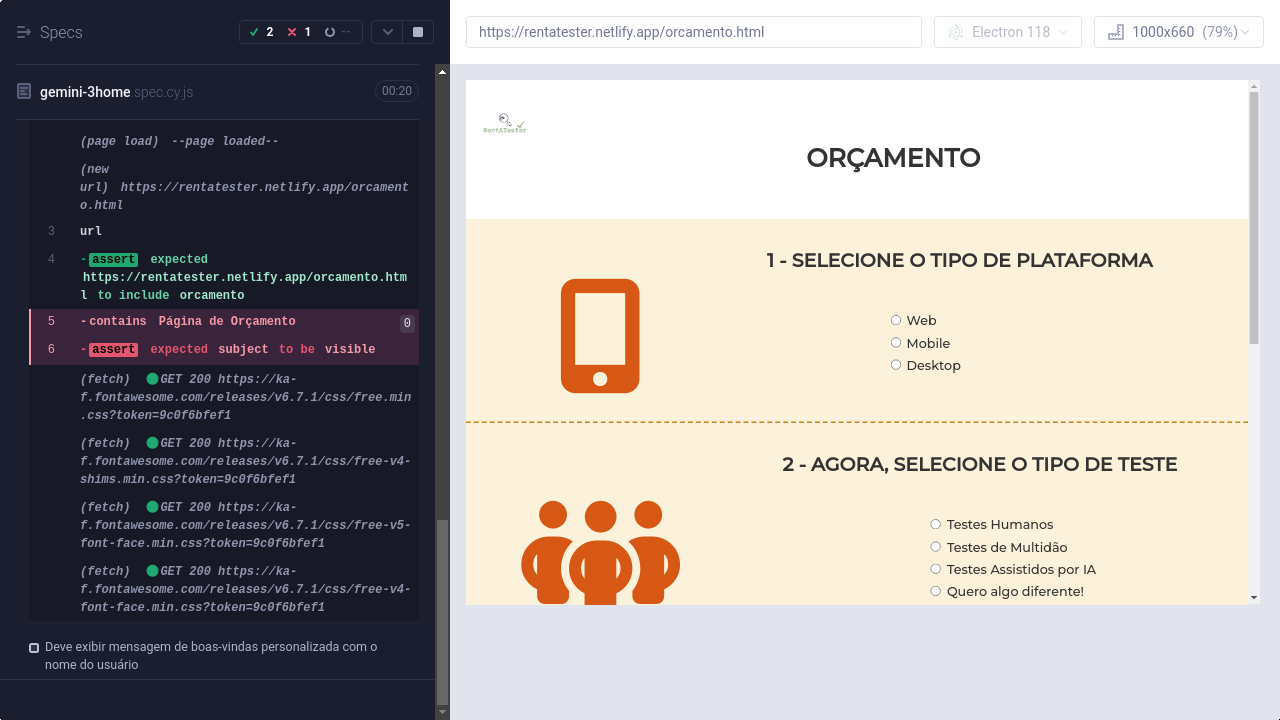 Specs
2
1
--
gemini-3home.spec.cy.js
00:20
(page load) --page loaded--
(new
url) https://rentatester.netlify.app/orcament
o.html
3 url
4 -assert expected
https://rentatester.netlify.app/orcamento.htm
l to include orcamento
5 -contains Página de Orçamento 0
6 -assert expected subject to be visible
(fetch) GET 200 https://ka-
f.fontawesome.com/releases/v6.7.1/css/free.min
.css?token=9c0f6bfef1
(fetch) GET 200 https://ka-
f.fontawesome.com/releases/v6.7.1/css/free-v4-
shims.min.css?token=9c0f6bfef1
(fetch) GET 200 https://ka-
f.fontawesome.com/releases/v6.7.1/css/free-v5-
font-face.min.css?token=9c0f6bfef1
(fetch) GET 200 https://ka-
f.fontawesome.com/releases/v6.7.1/css/free-v4-
font-face.min.css?token=9c0f6bfef1
Deve exibir mensagem de boas-vindas personalizada com o
nome do usuário
https://rentatester.netlify.app/orcamento.html
Electron 118
1000x660 (79%)
RentATester
ORÇAMENTO
1 - SELECIONE O TIPO DE PLATAFORMA
Web
Mobile
Desktop
2 - AGORA, SELECIONE O TIPO DE TESTE
Testes Humanos
Testes de Multidão
Testes Assistidos por IA
Quero algo diferente!